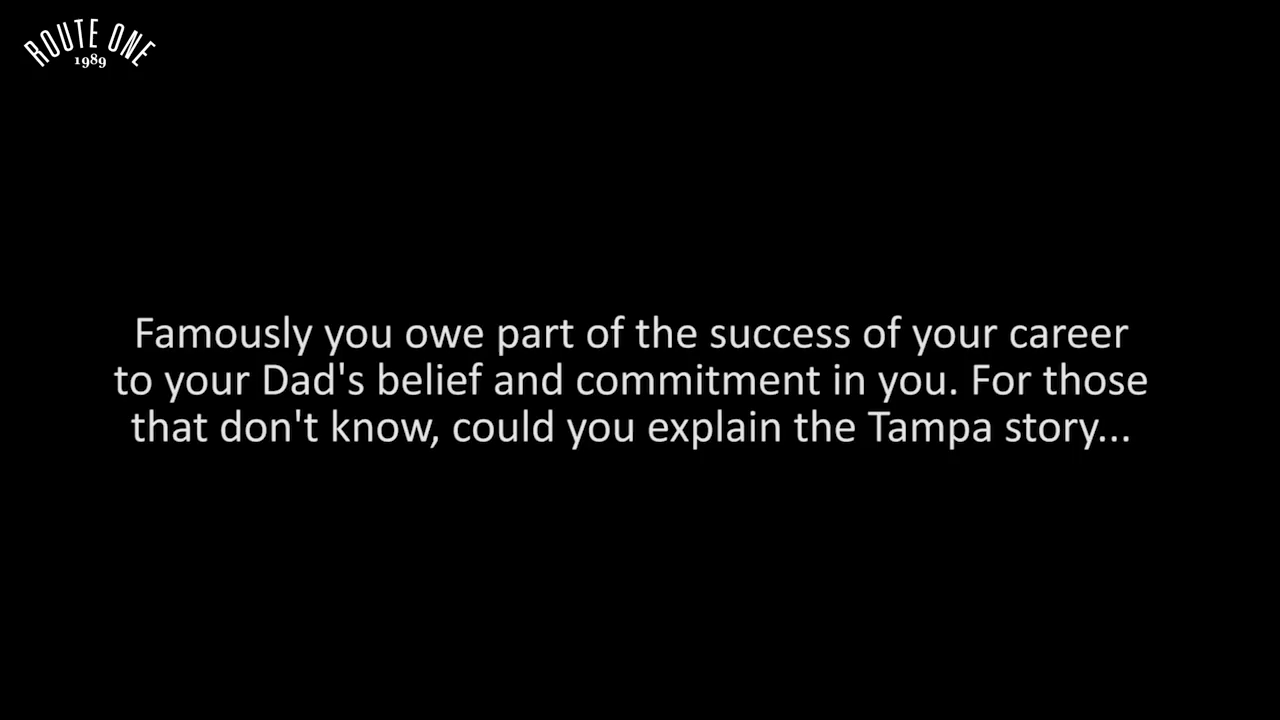 ROUTE ONE
1989
Famously you owe part of the success of your career
to your Dad's belief and commitment in you. For those
that don't know, could you explain the Tampa story...